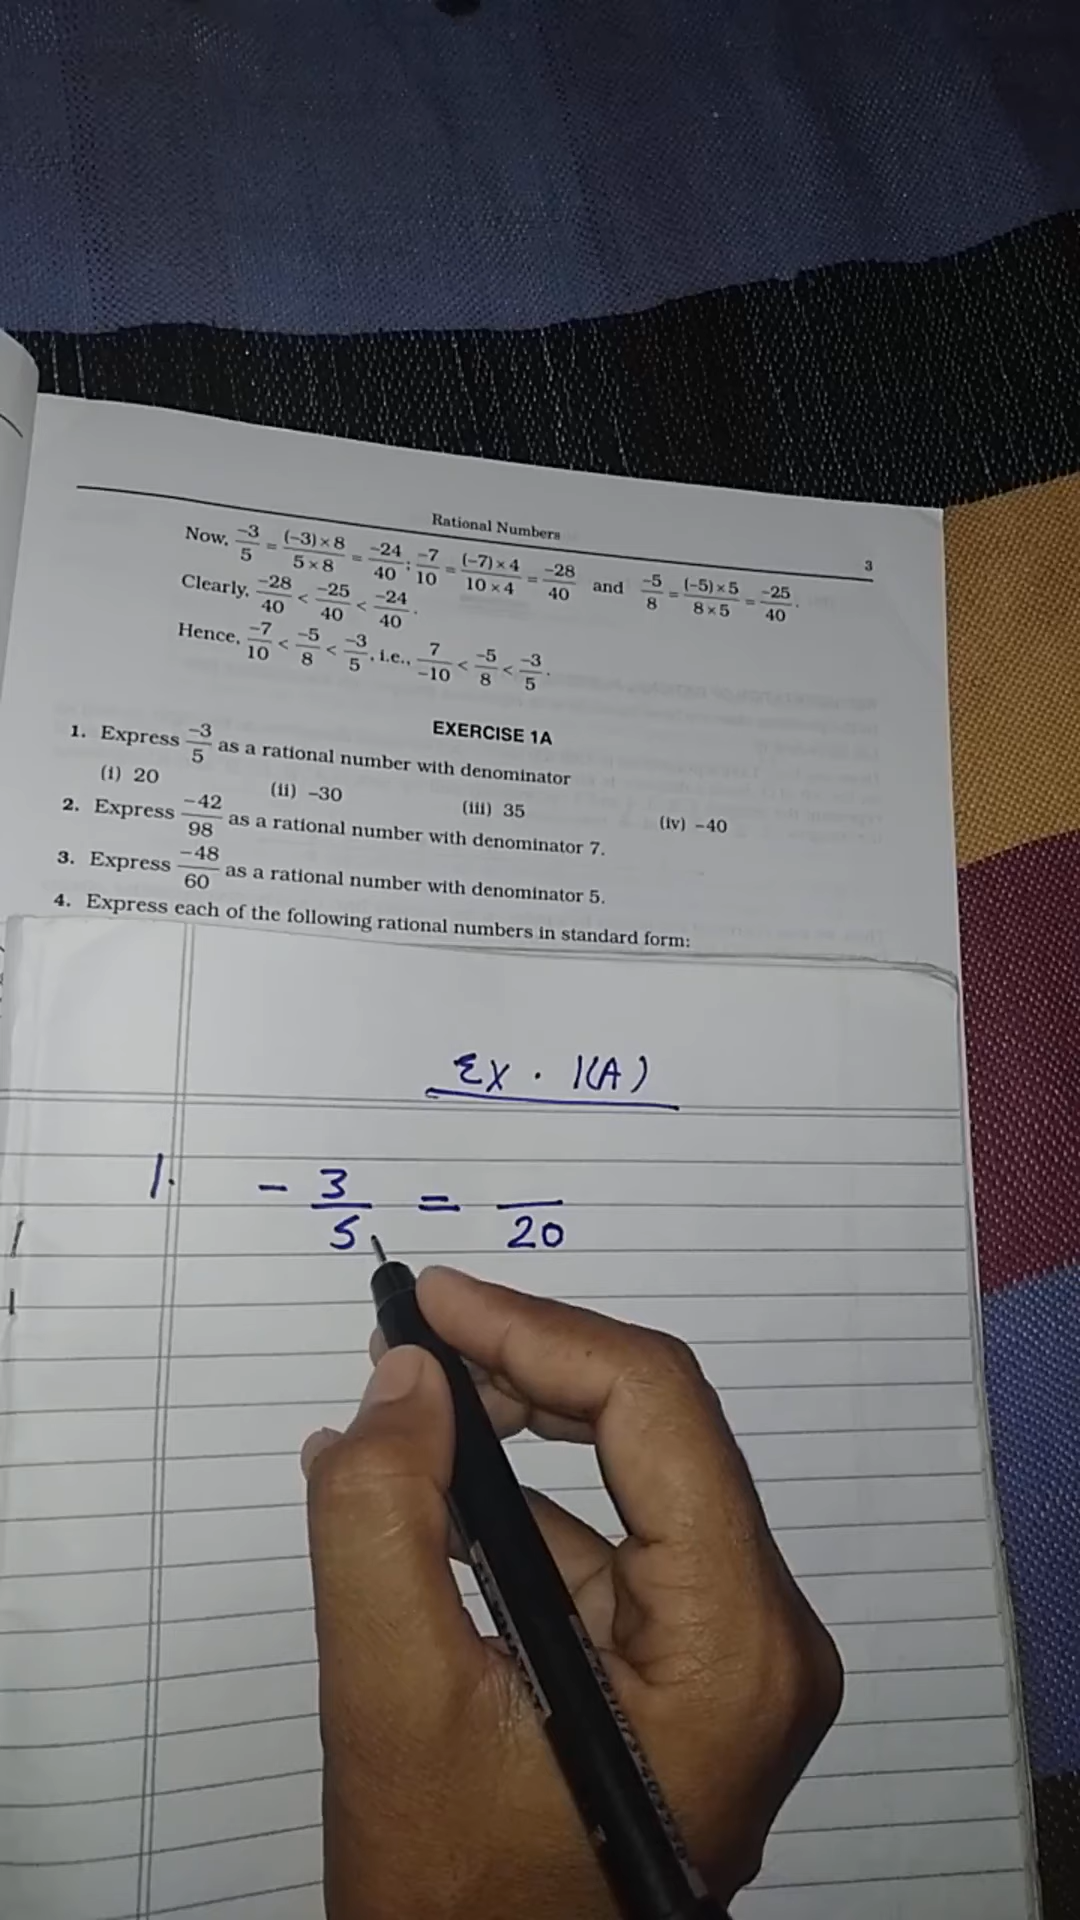 Rational Numbers
3
Now, -3/5 = (-3)×8/5×8 = -24/40; -7/10 = (-7)×4/10×4 = -28/40 and -5/8 = (-5)×5/8×5 = -25/40.
Clearly, -28/40 < -25/40 < -24/40.
Hence, -7/10 < -5/8 < -3/5, i.e., 7/-10 < -5/8 < -3/5.
EXERCISE 1A
1. Express -3/5 as a rational number with denominator
(i) 20 (ii) -30 (iii) 35 (iv) -40
2. Express -42/98 as a rational number with denominator 7.
3. Express -48/60 as a rational number with denominator 5.
4. Express each of the following rational numbers in standard form:
Ex. 1(A)
1. -3/5 = /20